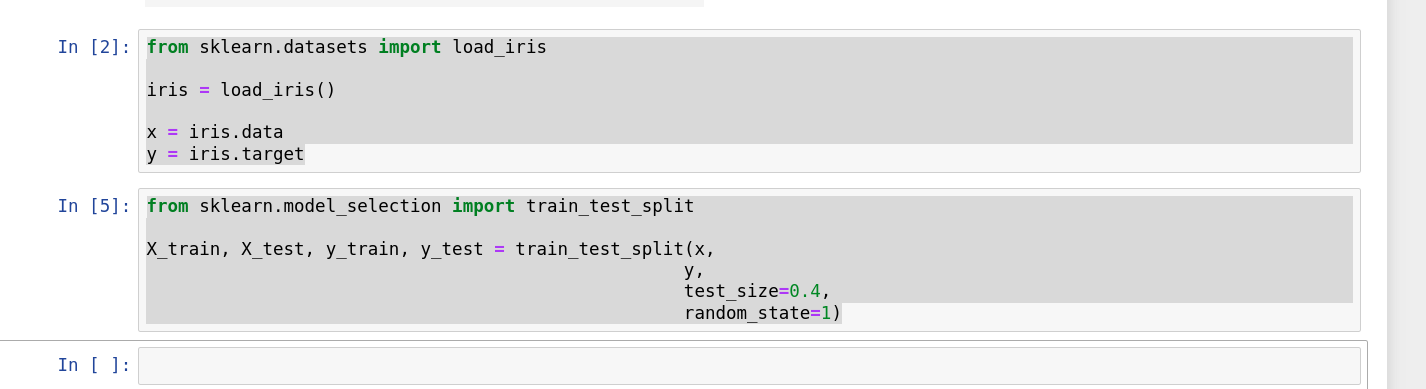 In [2]:
from sklearn.datasets import load_iris
iris = load_iris()
x = iris.data
y = iris.target
In [5]:
from sklearn.model_selection import train_test_split
X_train, X_test, y_train, y_test = train_test_split(x,
y,
test_size=0.4,
random_state=1)
In [ ]: